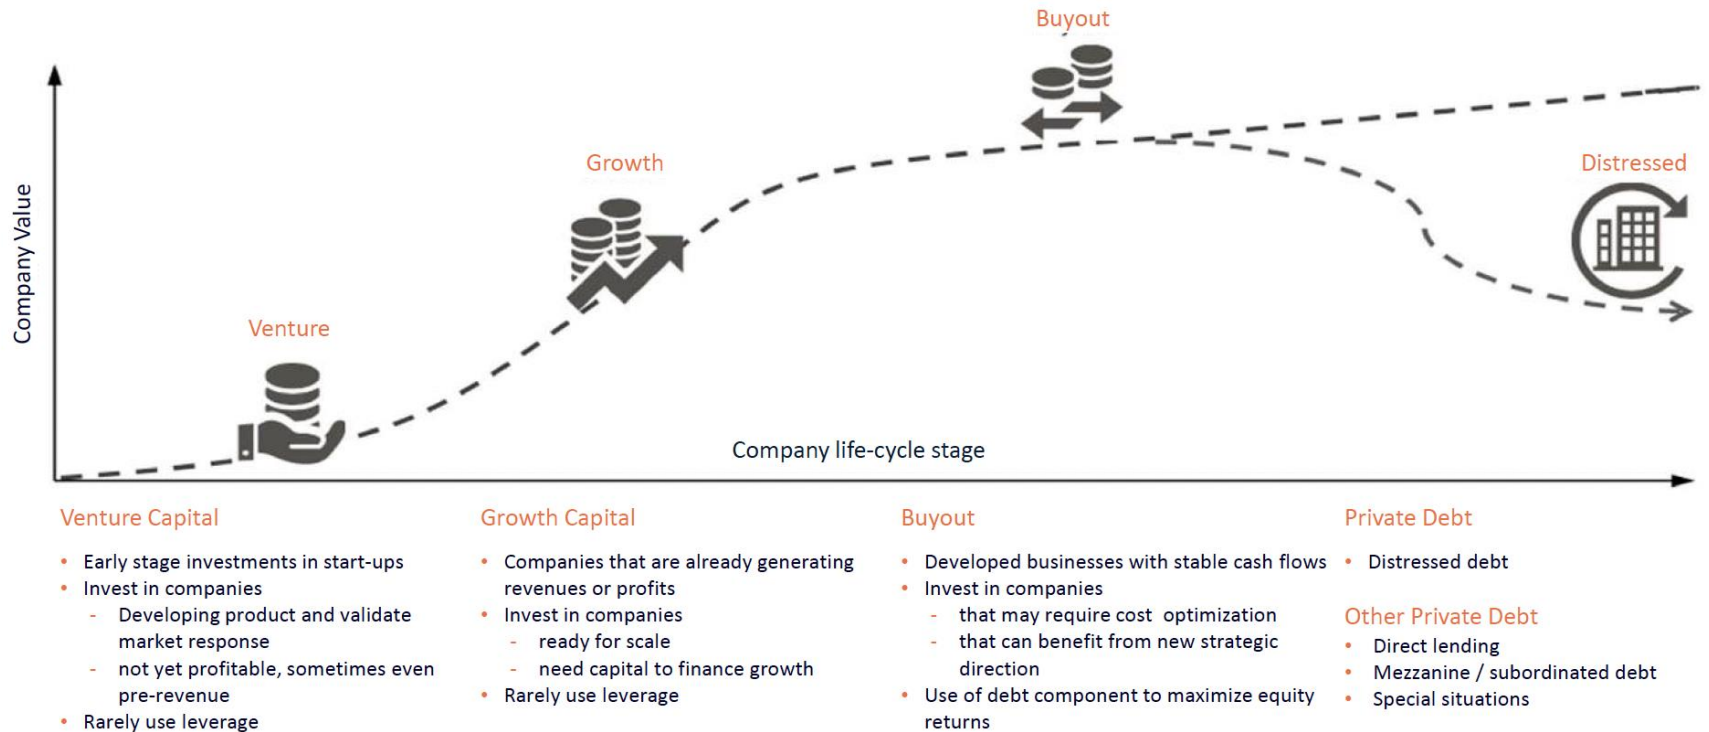 Buyout
Growth
Distressed
Company Value
Venture
Company life-cycle stage
Venture Capital
• Early stage investments in start-ups
• Invest in companies
- Developing product and validate
market response
- not yet profitable, sometimes even
pre-revenue
• Rarely use leverage
Growth Capital
• Companies that are already generating
revenues or profits
• Invest in companies
- ready for scale
- need capital to finance growth
• Rarely use leverage
Buyout
• Developed businesses with stable cash flows
• Invest in companies
- that may require cost optimization
- that can benefit from new strategic
direction
• Use of debt component to maximize equity
returns
Private Debt
• Distressed debt
Other Private Debt
• Direct lending
• Mezzanine / subordinated debt
• Special situations